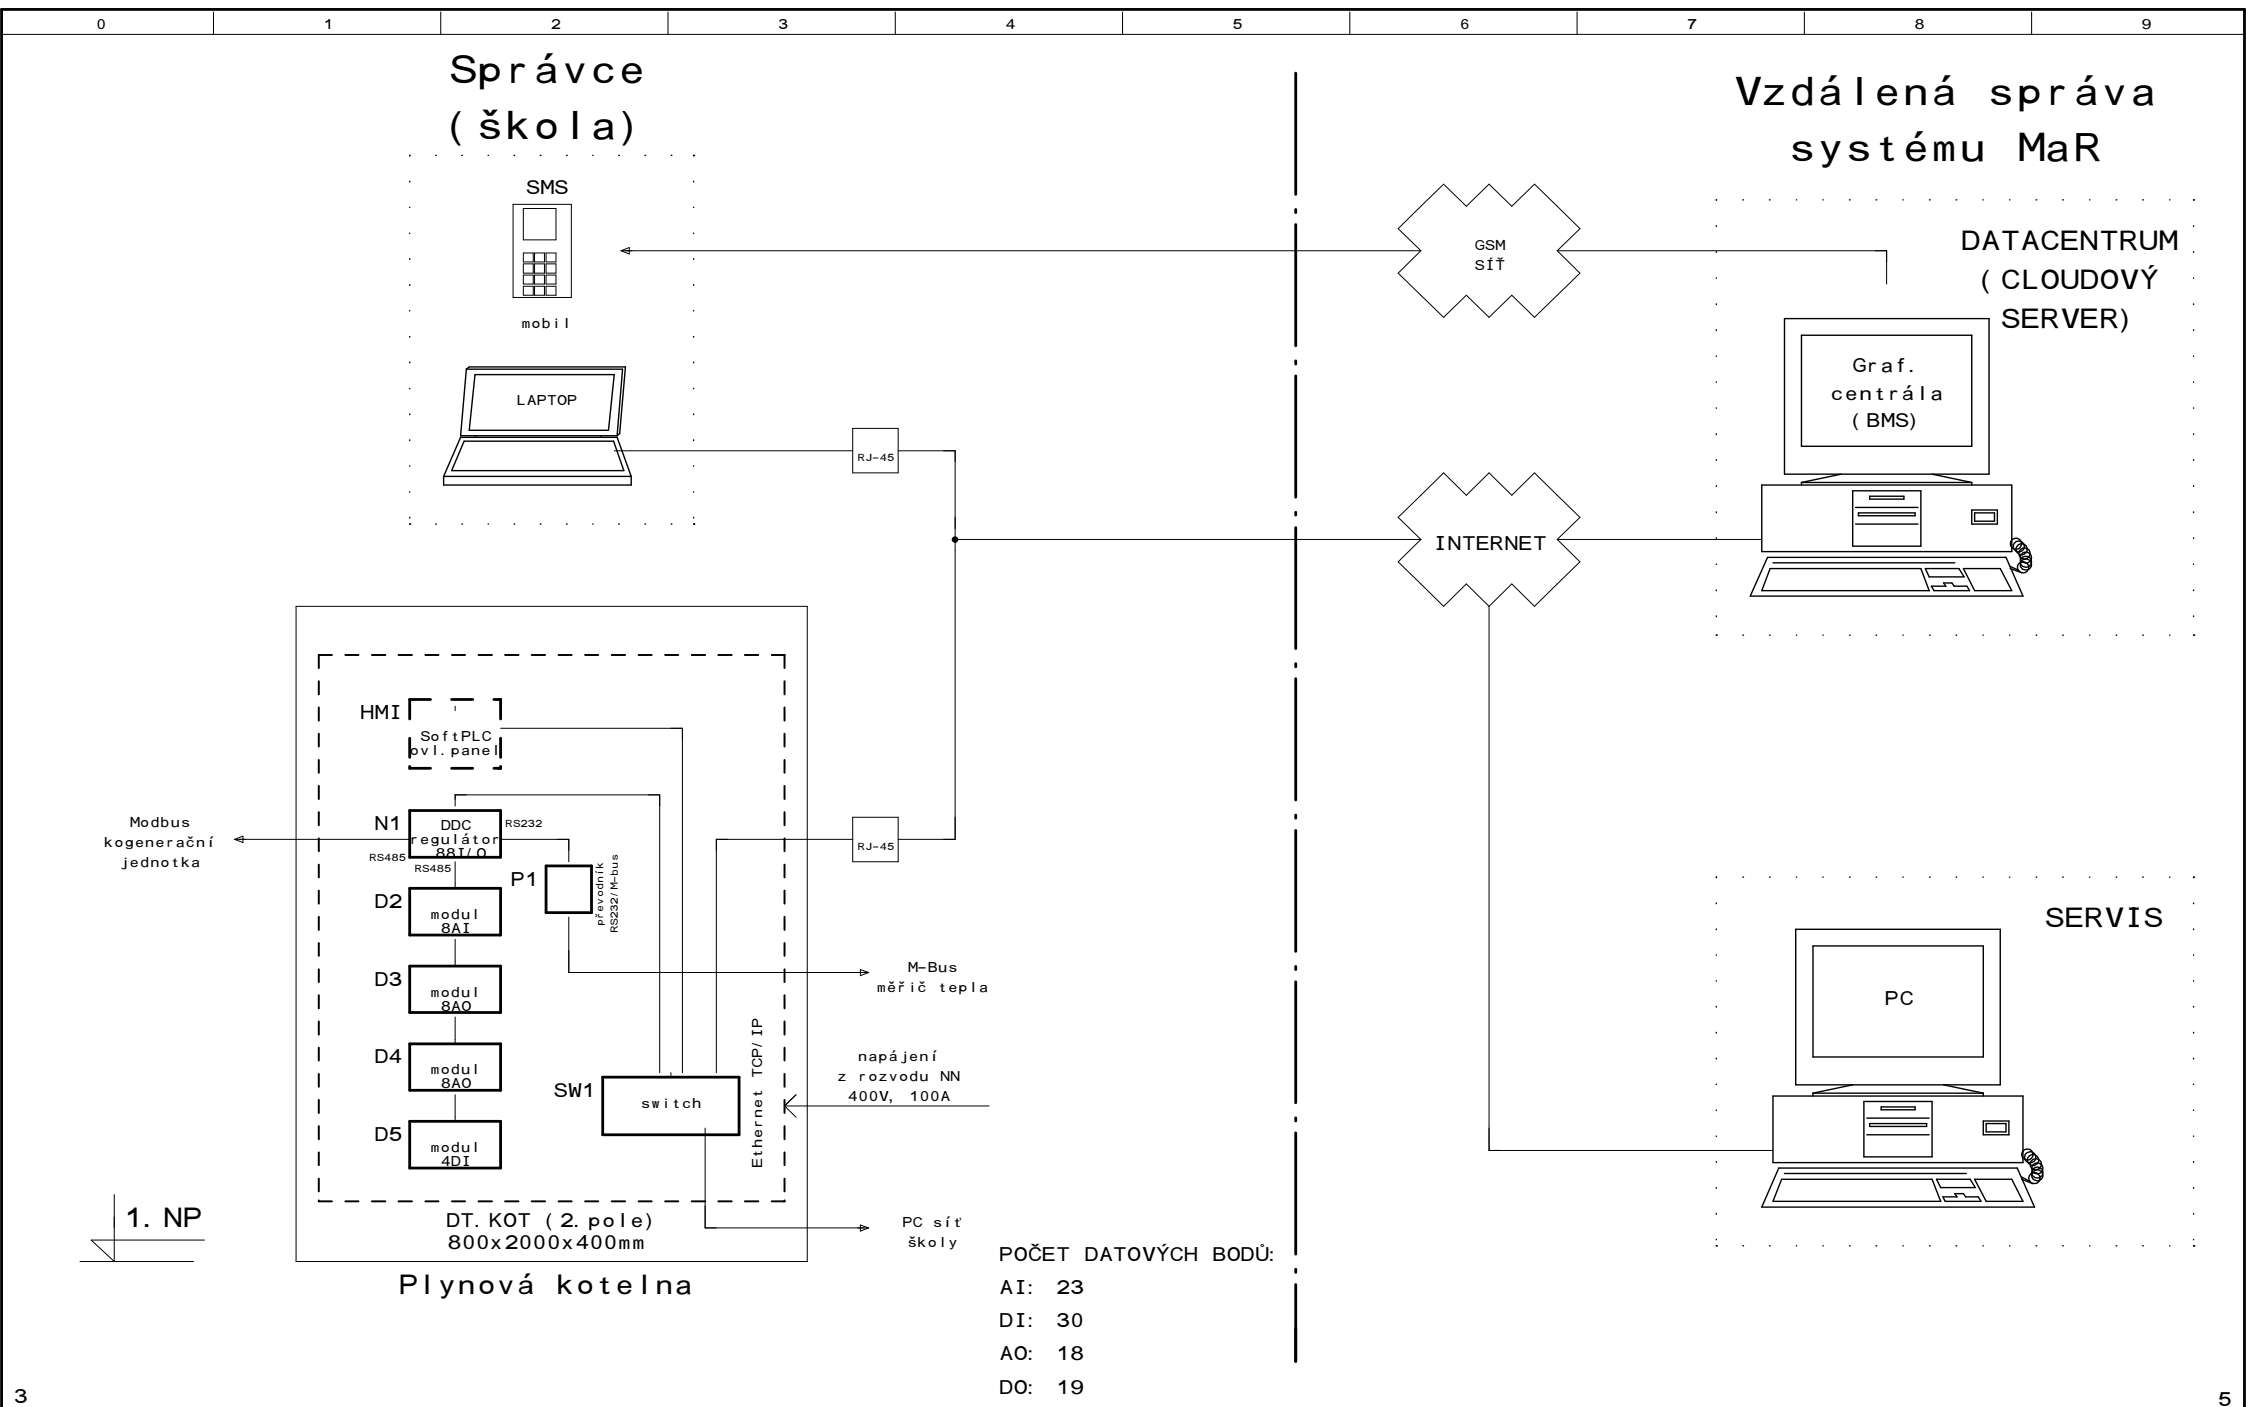 0 1 2 3 4 5 6 7 8 9
Správce
(škola)
SMS
mobil
LAPTOP
RJ-45
GSM
SÍŤ
INTERNET
Vzdálená správa
systému MaR
DATACENTRUM
(CLOUDOVÝ
SERVER)
Graf.
centrála
(BMS)
HMI
SoftPLC
ovl.panel
Modbus
kogenerační
jednotka
N1
DDC
regulátor
88I/O
RS232
RS485
RS485
RJ-45
P1
převodník
RS232/M-bus
D2
modul
8AI
D3
modul
8AO
M-Bus
měřič tepla
D4
modul
8AO
D5
modul
4DI
SW1
switch
Ethernet TCP/IP
napájení
z rozvodu NN
400V, 100A
SERVIS
PC
1. NP
DT.KOT (2.pole)
800x2000x400mm
Plynová kotelna
PC síť
školy
POČET DATOVÝCH BODŮ:
AI: 23
DI: 30
AO: 18
DO: 19
3
5